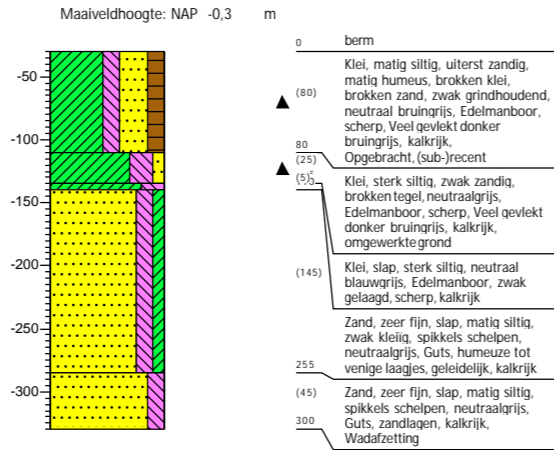 Maaiveldhoogte: NAP -0,3 m
0 berm
-50
-100
-150
-200
-250
-300
(80)
Klei, matig siltig, uiterst zandig,
matig humeus, brokken klei,
brokken zand, zwak grindhoudend,
neutraal bruingrijs, Edelmanboor,
scherp, Veel gevlekt donker
bruingrijs, kalkrijk,
Opgebracht, (sub-)recent
80
(25)
(5)
Klei, sterk siltig, zwak zandig,
brokken tegel, neutraalgrijs,
Edelmanboor, scherp, Veel gevlekt
donker bruingrijs, kalkrijk,
omgewerkte grond
(145)
Klei, slap, sterk siltig, neutraal
blauwgrijs, Edelmanboor, zwak
gelaagd, scherp, kalkrijk
Zand, zeer fijn, slap, matig siltig,
zwak kleiïg, spikkels schelpen,
neutraalgrijs, Guts, humeuze tot
venige laagjes, geleidelijk, kalkrijk
255
(45)
Zand, zeer fijn, slap, matig siltig,
spikkels schelpen, neutraalgrijs,
Guts, zandlagen, kalkrijk,
Wadafzetting
300